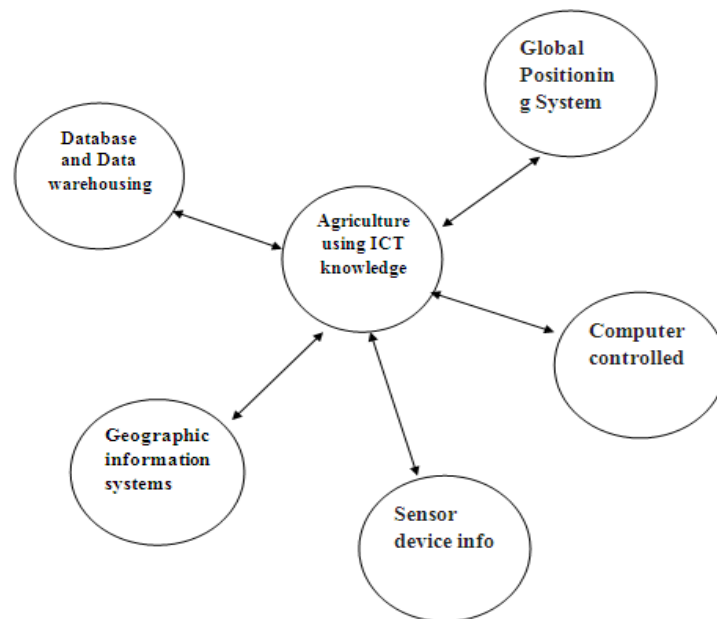 Global
Positionin
g System
Database
and Data
warehousing
Agriculture
using ICT
knowledge
Computer
controlled
Geographic
information
systems
Sensor
device info